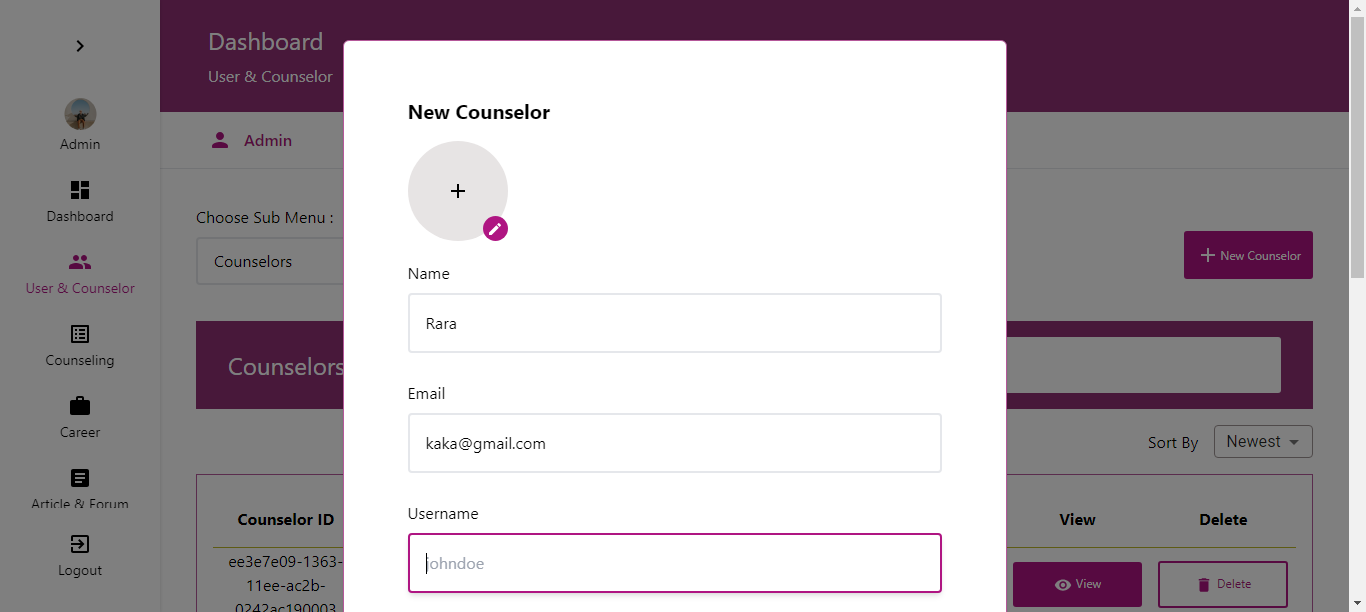 Dashboard
User & Counselor
Admin
Dashboard
User & Counselor
Counseling
Career
Article & Forum
Logout
Admin
Choose Sub Menu :
Counselors
New Counselor
Counselors
Sort By
Newest
Counselor ID
View
Delete
ee3e7e09-1363-
11ee-ac2b-
0242ac190003
View
Delete
New Counselor
Name
Rara
Email
kaka@gmail.com
Username
johndoe